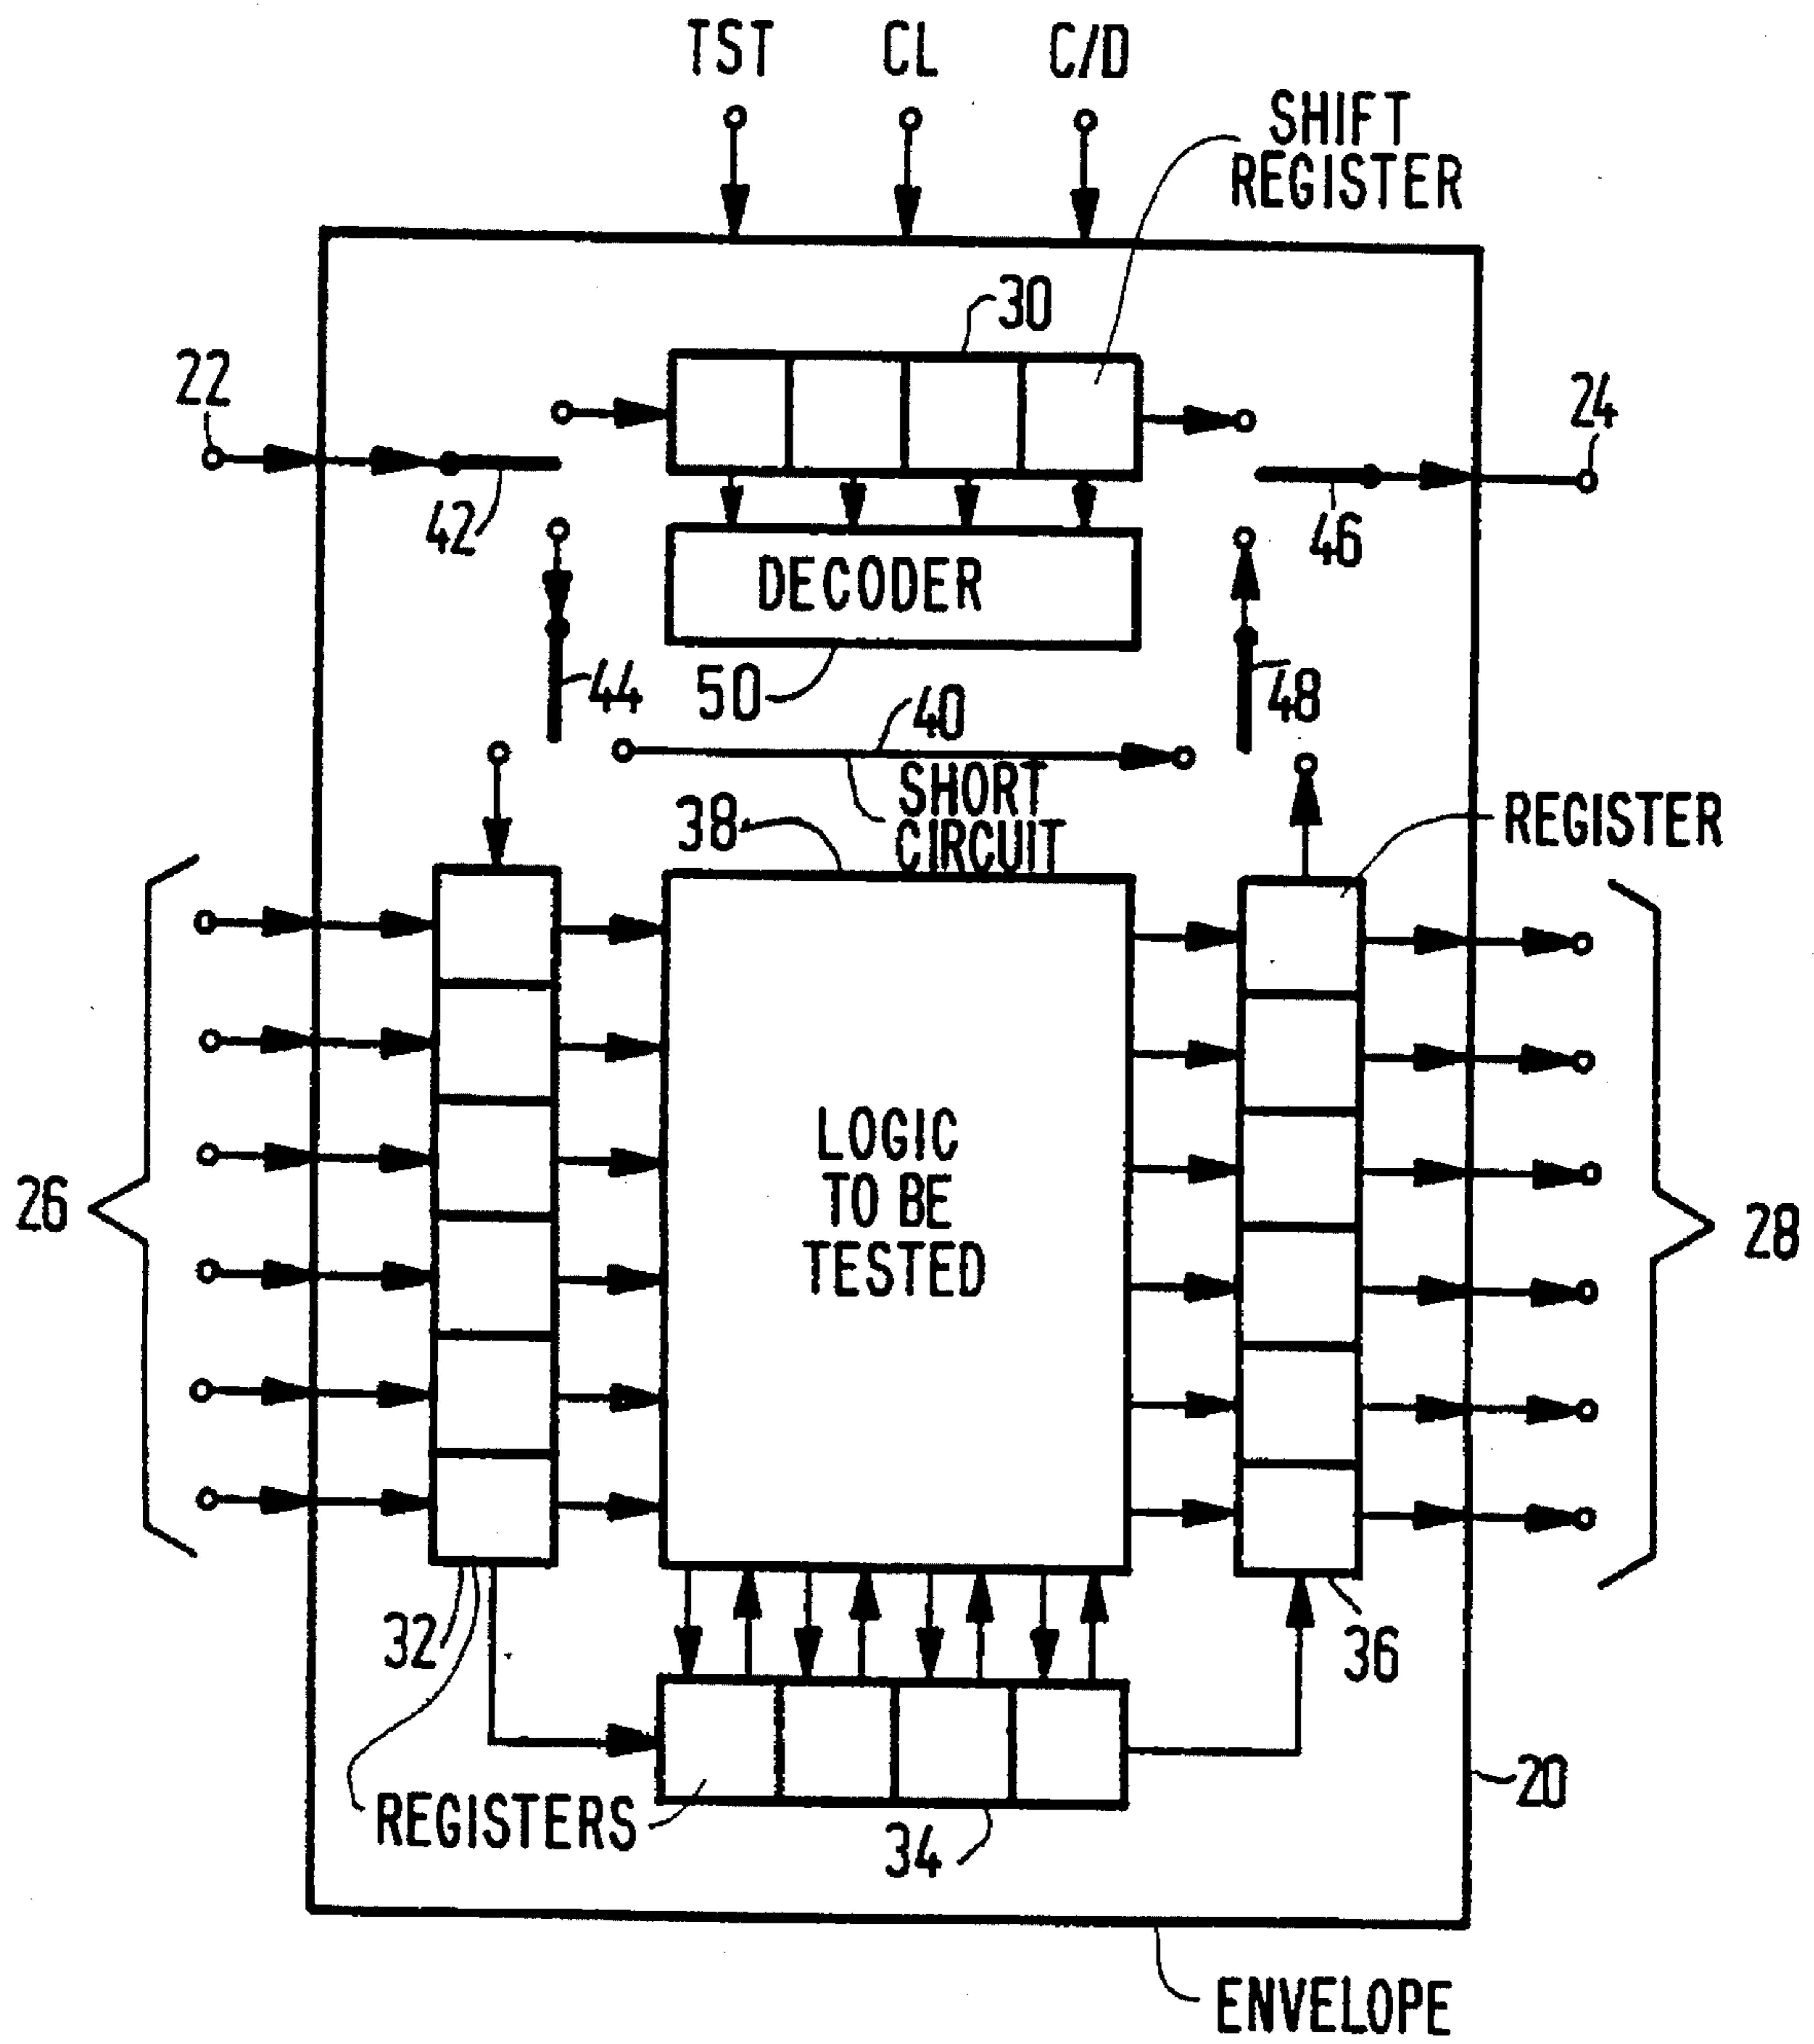 TST CL C/D
SHIFT
REGISTER
30
22
24
42
46
DECODER
44
50
48
40
SHORT
CIRCUIT
38
REGISTER
LOGIC
TO BE
TESTED
26
28
32
36
REGISTERS
34
20
ENVELOPE